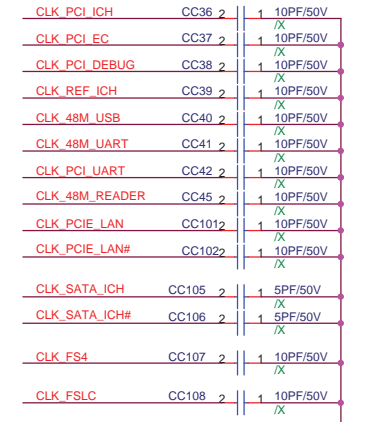 CLK_PCI_ICH CC36 2 1 10PF/50V
/X
CLK_PCI_EC CC37 2 1 10PF/50V
/X
CLK_PCI_DEBUG CC38 2 1 10PF/50V
/X
CLK_REF_ICH CC39 2 1 10PF/50V
/X
CLK_48M_USB CC40 2 1 10PF/50V
/X
CLK_48M_UART CC41 2 1 10PF/50V
/X
CLK_PCI_UART CC42 2 1 10PF/50V
/X
CLK_48M_READER CC45 2 1 10PF/50V
/X
CLK_PCIE_LAN CC101 2 1 10PF/50V
/X
CLK_PCIE_LAN# CC102 2 1 10PF/50V
/X
CLK_SATA_ICH CC105 2 1 5PF/50V
/X
CLK_SATA_ICH# CC106 2 1 5PF/50V
/X
CLK_FS4 CC107 2 1 10PF/50V
/X
CLK_FSLC CC108 2 1 10PF/50V
/X